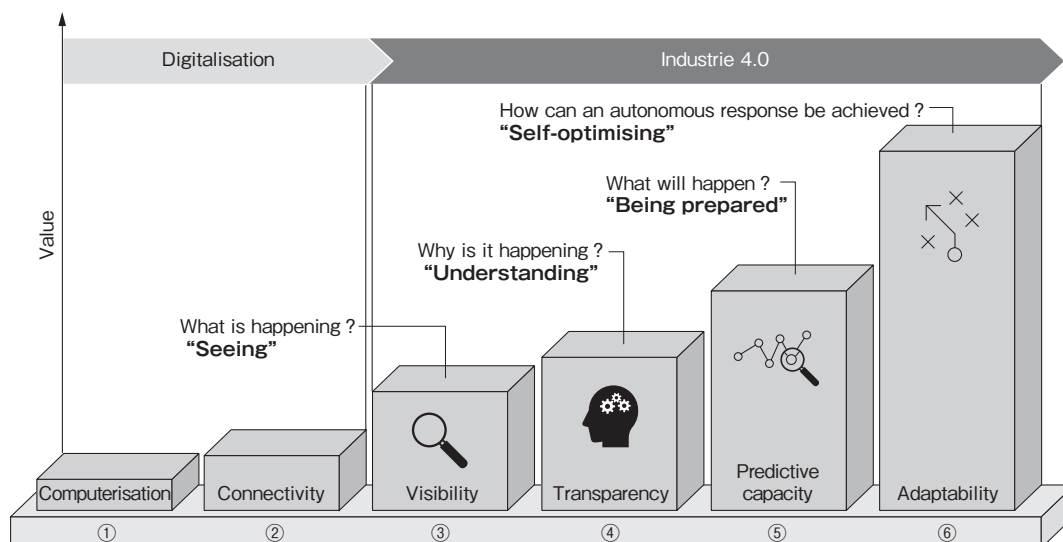 Digitalisation
Industrie 4.0
How can an autonomous response be achieved ?
“Self-optimising”
What will happen ?
“Being prepared”
Why is it happening ?
“Understanding”
What is happening ?
“Seeing”
Value
Computerisation
Connectivity
Visibility
Transparency
Predictive
capacity
Adaptability
①
②
③
④
⑤
⑥